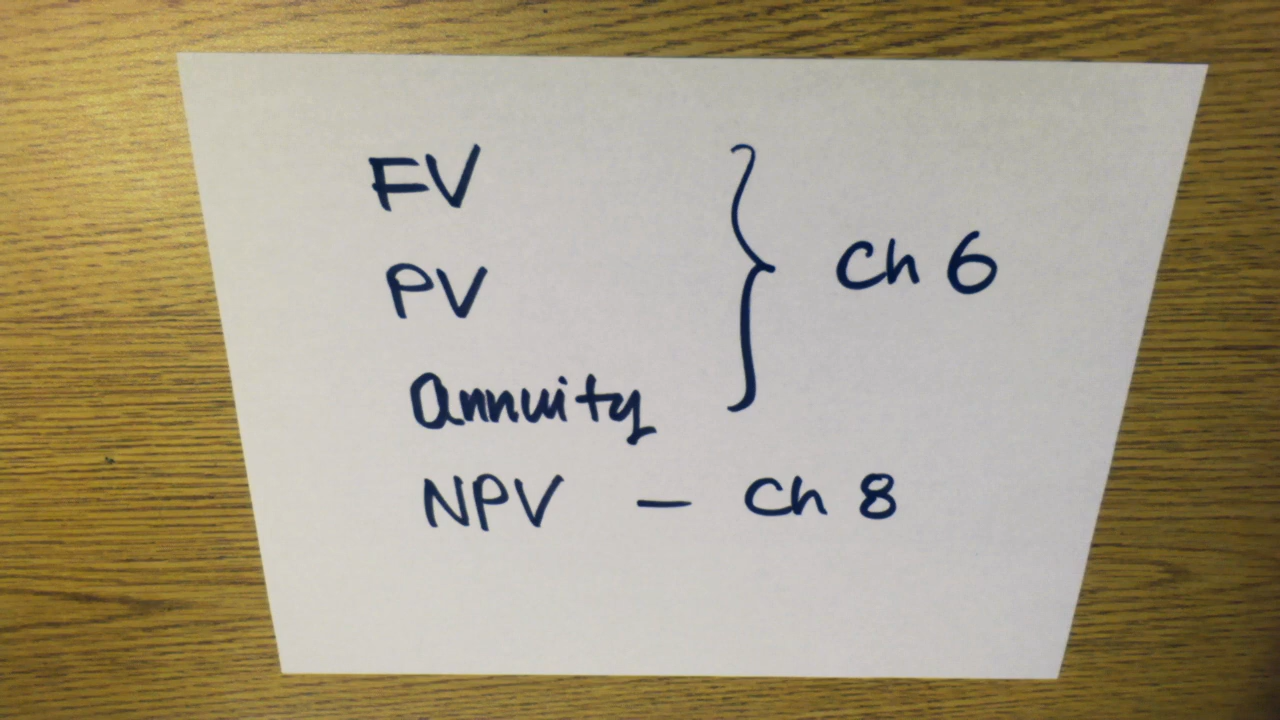 FV
PV
Annuity
} Ch 6
NPV — Ch 8